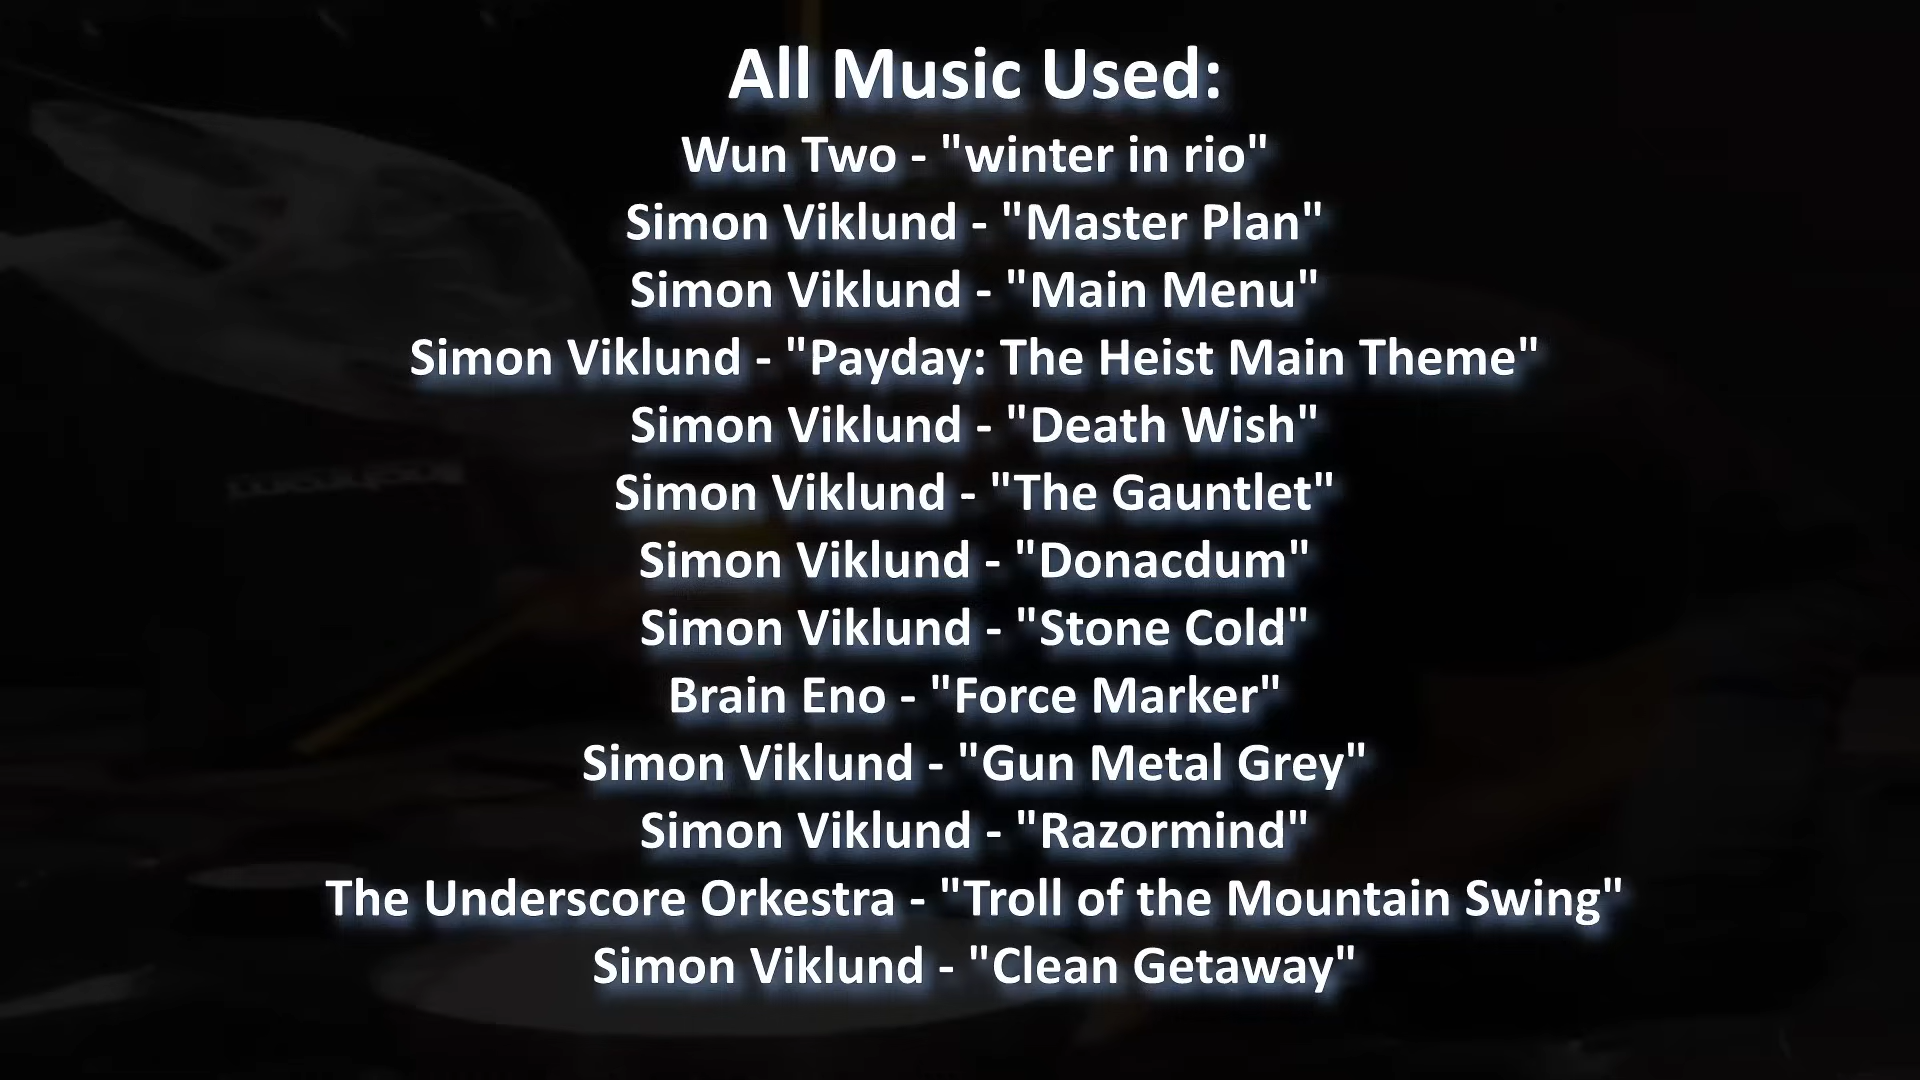 All Music Used:
Wun Two - "winter in rio"
Simon Viklund - "Master Plan"
Simon Viklund - "Main Menu"
Simon Viklund - "Payday: The Heist Main Theme"
Simon Viklund - "Death Wish"
Simon Viklund - "The Gauntlet"
Simon Viklund - "Donacdum"
Simon Viklund - "Stone Cold"
Brain Eno - "Force Marker"
Simon Viklund - "Gun Metal Grey"
Simon Viklund - "Razormind"
The Underscore Orkestra - "Troll of the Mountain Swing"
Simon Viklund - "Clean Getaway"